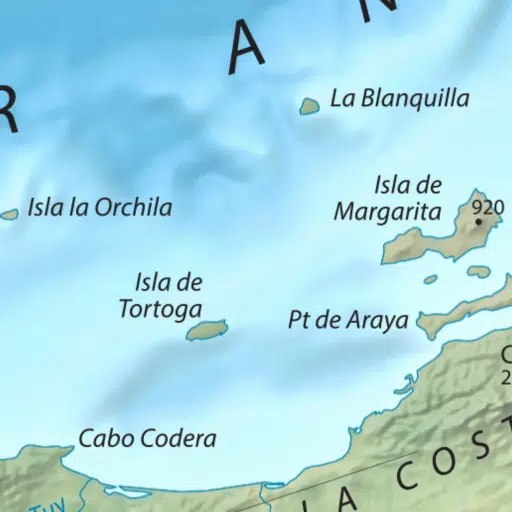 R A N
La Blanquilla
Isla de
Margarita
920
Isla la Orchila
Isla de
Tortoga
Pt de Araya
C
2
Cabo Codera
LA COST
Tuy